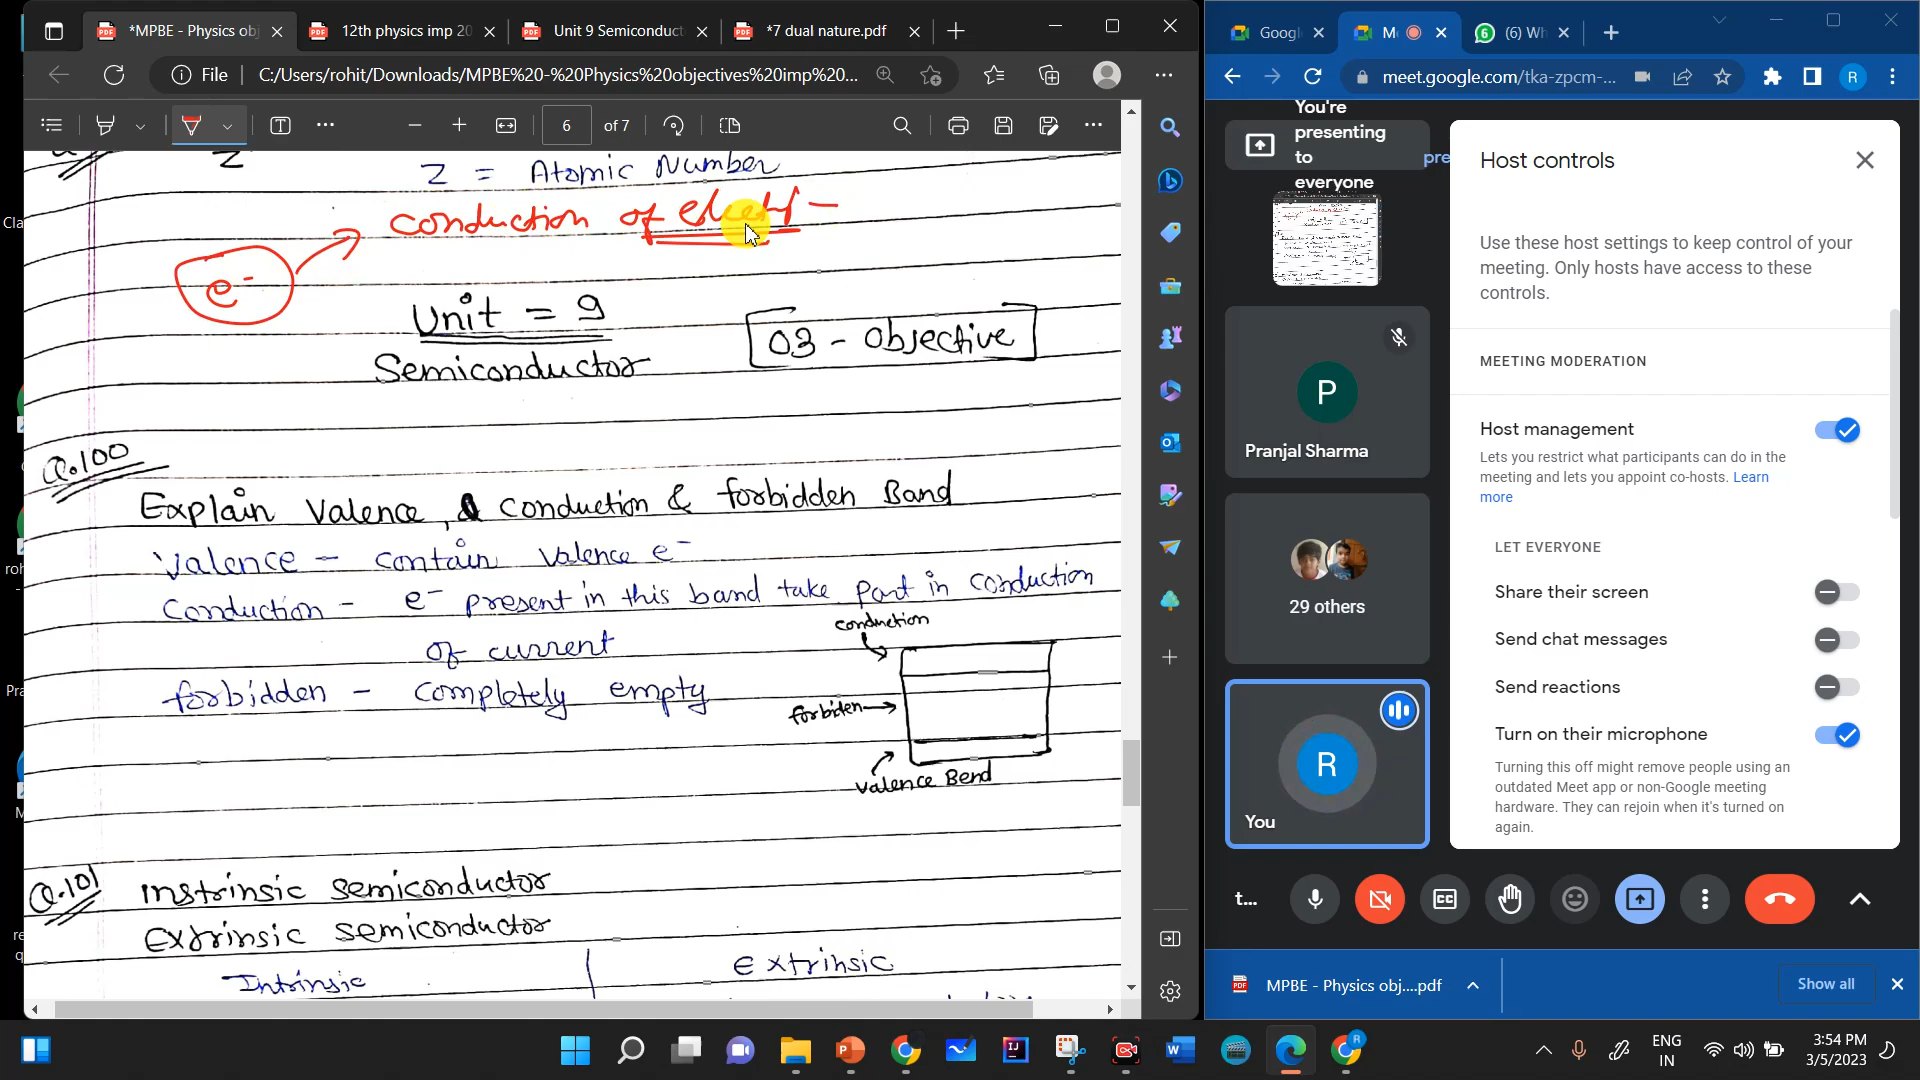 *MPBE - Physics obj
12th physics imp 20
Unit 9 Semiconduct
*7 dual nature.pdf
File
C:/Users/rohit/Downloads/MPBE%20-%20Physics%20objectives%20imp%20...
6 of 7
Z
Z = Atomic Number
conduction of
e-
Unit = 9
03 - Objective
Semiconductor
Q.100
Explain Valence, & conduction & forbidden Band
Valence - contain Valence e-
Conduction - e- present in this band take part in conduction
of current
forbidden - completely empty
conduction
forbiden
Valence Bend
Q.101
Instrinsic semiconductor
Extrinsic semiconductor
Intrinsic
extrinsic
Cla
roh
-
Pra
M
re
q
Googl
M
(6) Wh
meet.google.com/tka-zpcm-...
R
You're
presenting
to
everyone
pre
P
Pranjal Sharma
29 others
R
You
Host controls
Use these host settings to keep control of your
meeting. Only hosts have access to these
controls.
MEETING MODERATION
Host management
Lets you restrict what participants can do in the
meeting and lets you appoint co-hosts. Learn
more
LET EVERYONE
Share their screen
Send chat messages
Send reactions
Turn on their microphone
Turning this off might remove people using an
outdated Meet app or non-Google meeting
hardware. They can rejoin when it's turned on
again.
t...
CC
MPBE - Physics obj....pdf
Show all
ENG
IN
3:54 PM
3/5/2023